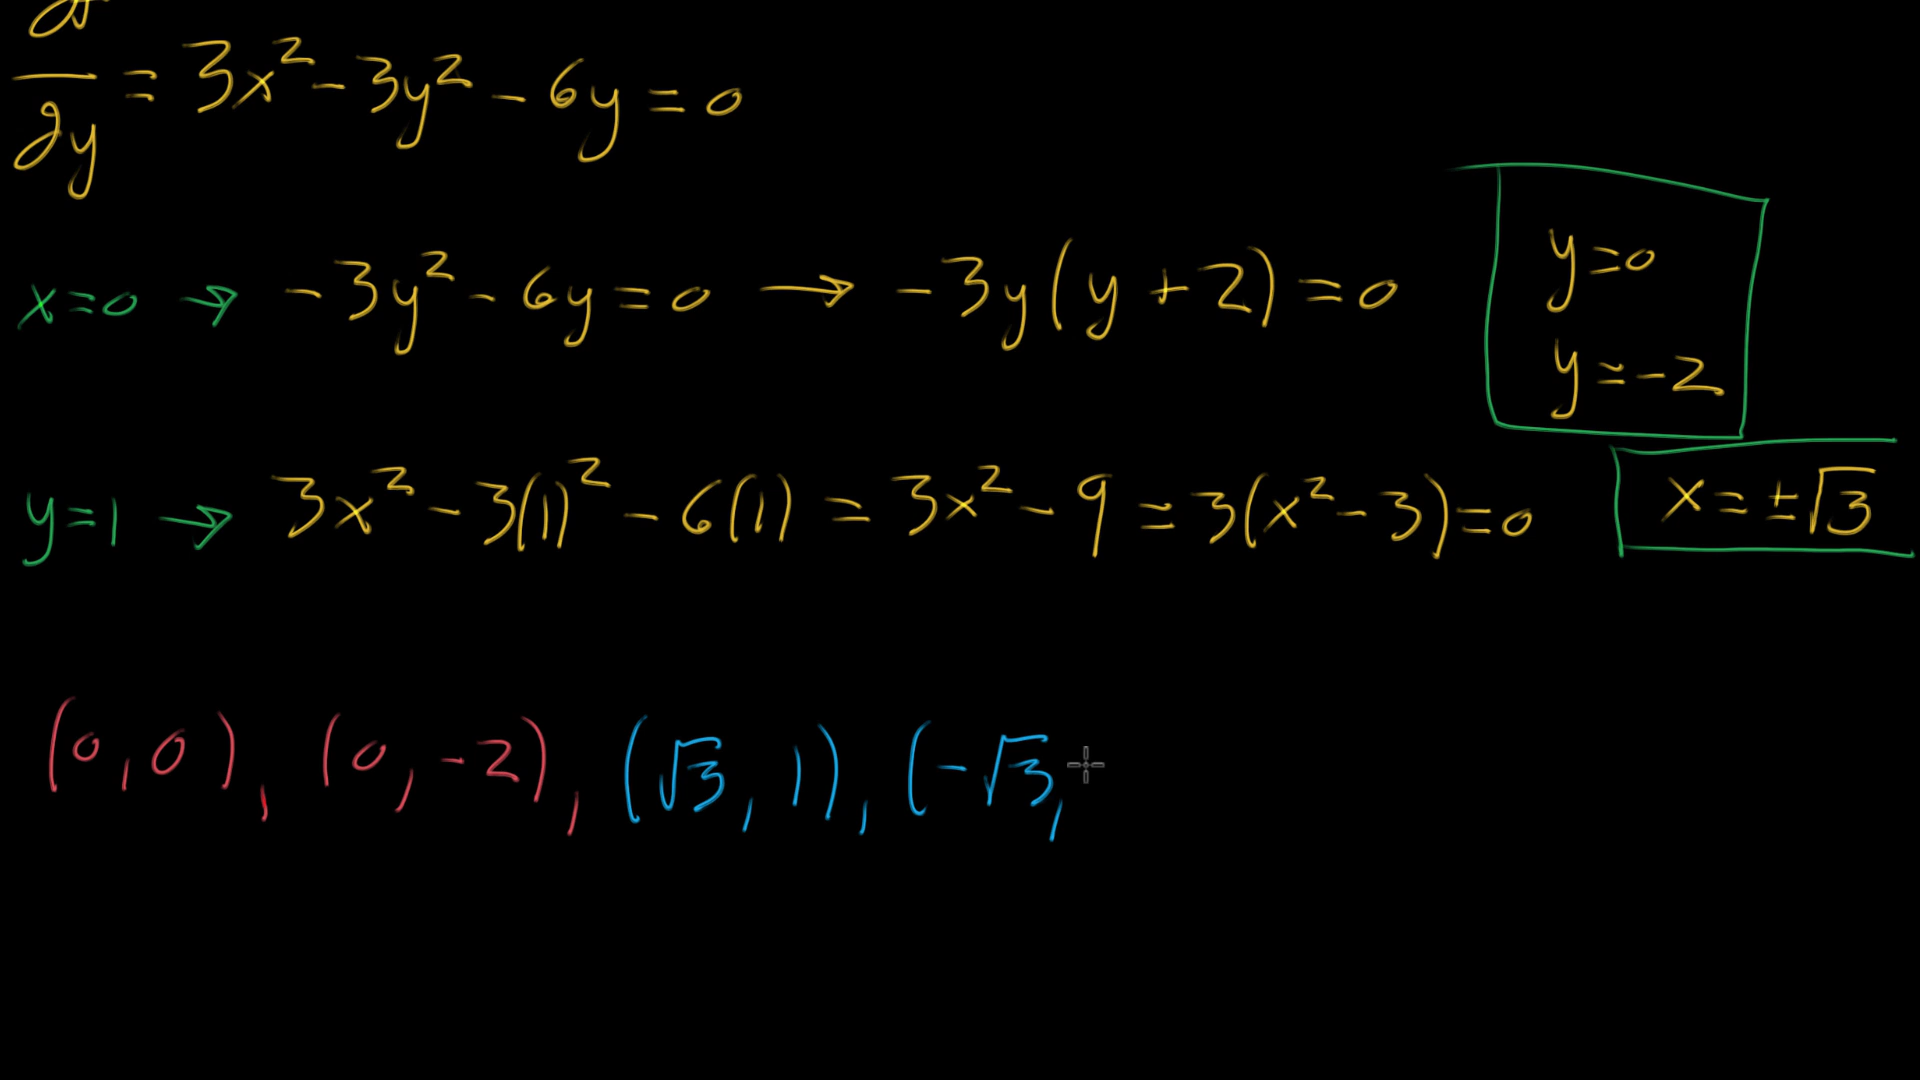 ∂f/∂y = 3x² - 3y² - 6y = 0
x=0 → -3y² - 6y = 0 → -3y(y + 2) = 0
y=0
y=-2
y=1 → 3x² - 3(1)² - 6(1) = 3x² - 9 = 3(x² - 3) = 0
x = ±√3
(0, 0), (0, -2), (√3, 1), (-√3,